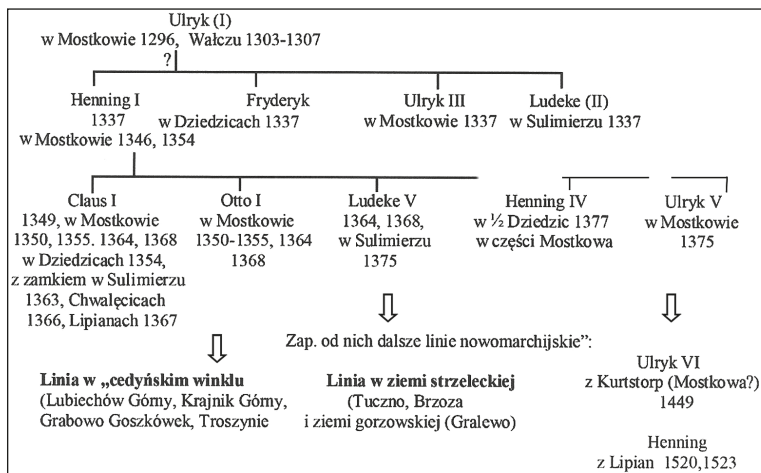 Ulryk (I)
w Mostkowie 1296, Wałczu 1303-1307
?
Henning I
1337
w Mostkowie 1346, 1354
Fryderyk
w Dziedzicach 1337
Ulryk III
w Mostkowie 1337
Ludeke (II)
w Sulimierzu 1337
Claus I
1349, w Mostkowie
1350, 1355. 1364, 1368
w Dziedzicach 1354,
z zamkiem w Sulimierzu
1363, Chwalęcicach
1366, Lipianach 1367
Otto I
w Mostkowie
1350-1355, 1364
1368
Ludeke V
1364, 1368,
w Sulimierzu
1375
Henning IV
w ½ Dziedzic 1377
w części Mostkowa
Ulryk V
w Mostkowie
1375
Zap. od nich dalsze linie nowomarchijskie”:
Linia w „cedyńskim winklu
(Lubiechów Górny, Krajnik Górny,
Grabowo Goszkówek, Troszynie
Linia w ziemi strzeleckiej
(Tuczno, Brzoza
i ziemi gorzowskiej (Gralewo)
Ulryk VI
z Kurtstorp (Mostkowa?)
1449
Henning
z Lipian 1520,1523